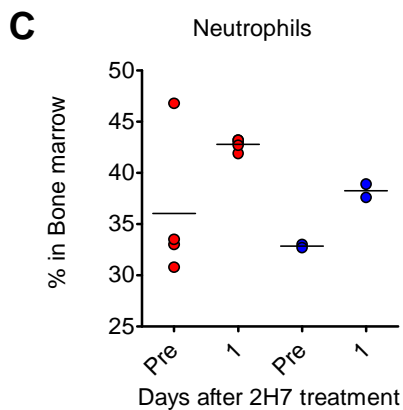 C
Neutrophils
% in Bone marrow
50
45
40
35
30
25
Pre
1
Pre
1
Days after 2H7 treatment